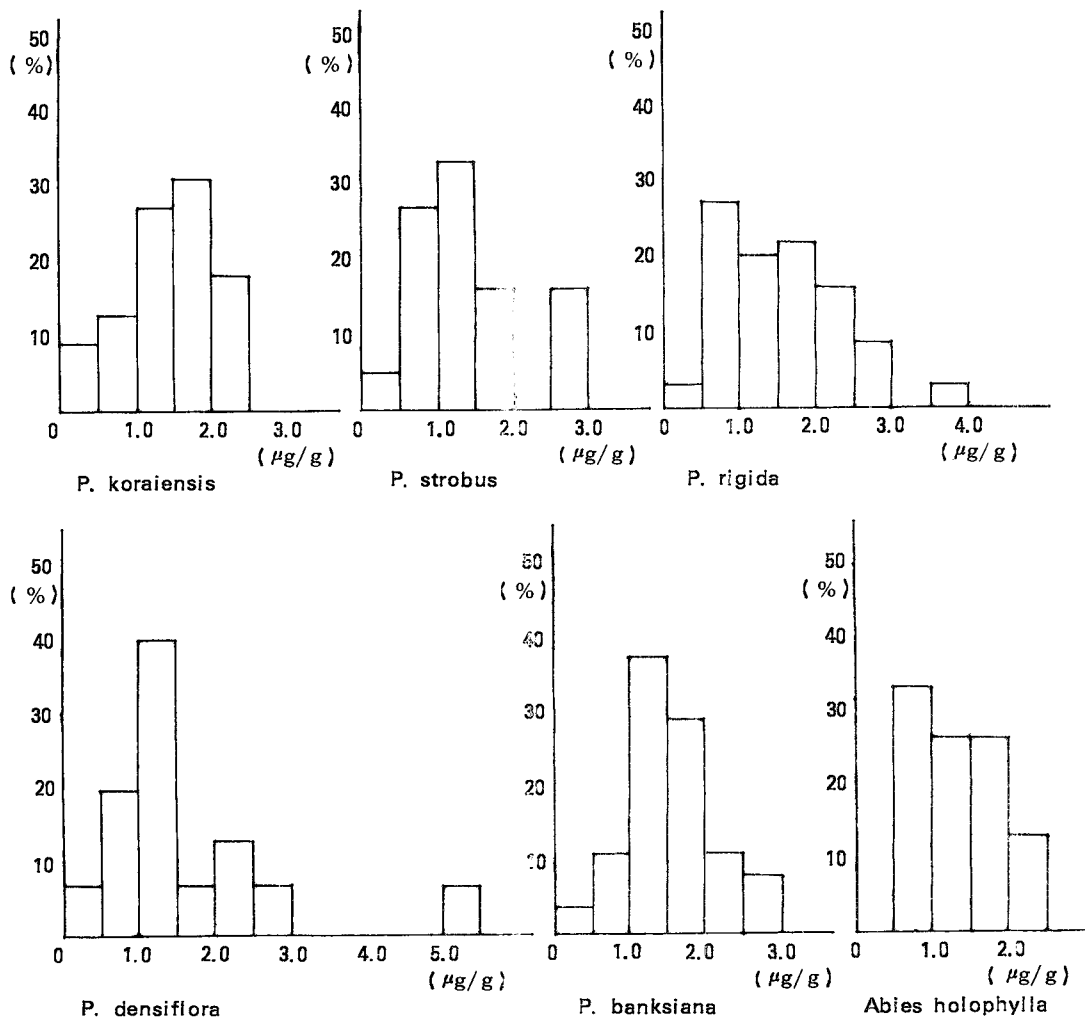 50
( %)
40
30
20
10
0 1.0 2.0 3.0
( μg/g )
P. koraiensis
50
( %)
40
30
20
10
0 1.0 2.0 3.0
( μg/g )
P. strobus
50
( %)
40
30
20
10
0 1.0 2.0 3.0 4.0
( μg/g )
P. rigida
50
( %)
40
30
20
10
0 1.0 2.0 3.0 4.0 5.0
( μg/g )
P. densiflora
50
( %)
40
30
20
10
0 1.0 2.0 3.0
( μg/g )
P. banksiana
50
( %)
40
30
20
10
0 1.0 2.0
( μg/g )
Abies holophylla